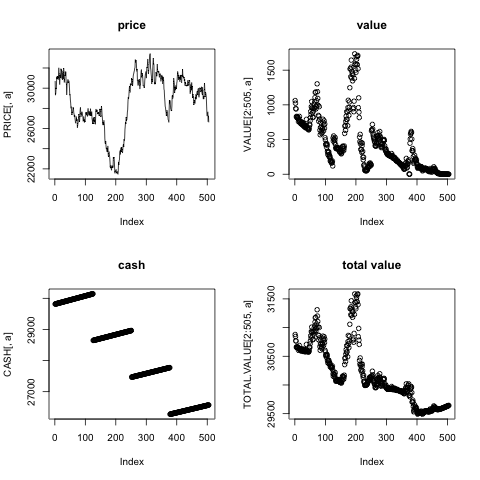 price
PRICE[, a]
22000 26000 30000
0 100 200 300 400 500
Index
value
VALUE[2:505, a]
0 500 1000 1500
0 100 200 300 400 500
Index
cash
CASH[, a]
27000 29000
0 100 200 300 400 500
Index
total value
TOTAL.VALUE[2:505, a]
29500 30500 31500
0 100 200 300 400 500
Index